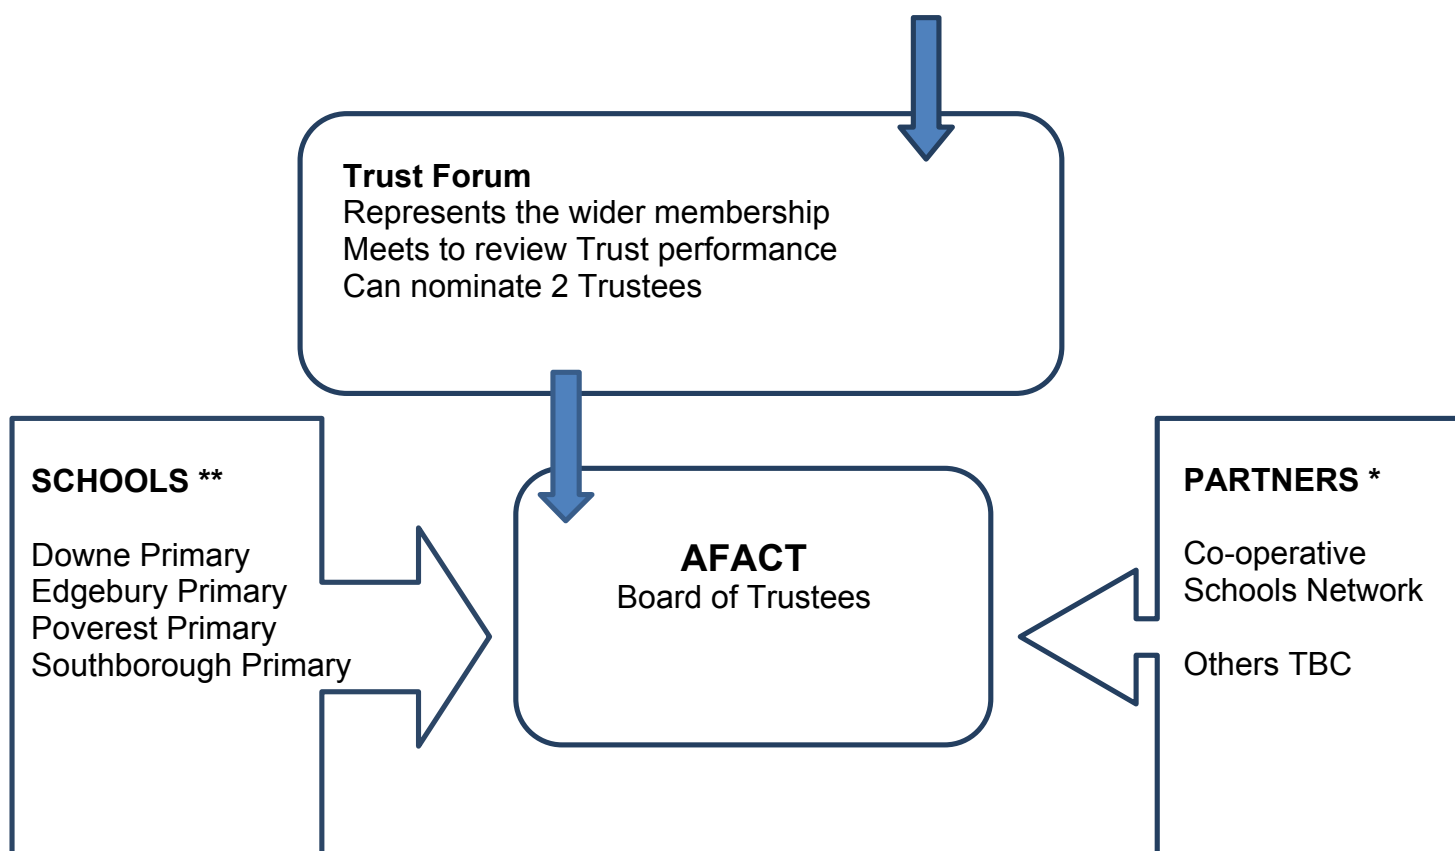 Trust Forum
Represents the wider membership
Meets to review Trust performance
Can nominate 2 Trustees
SCHOOLS **
Downe Primary
Edgebury Primary
Poverest Primary
Southborough Primary
AFACT
Board of Trustees
PARTNERS *
Co-operative
Schools Network
Others TBC